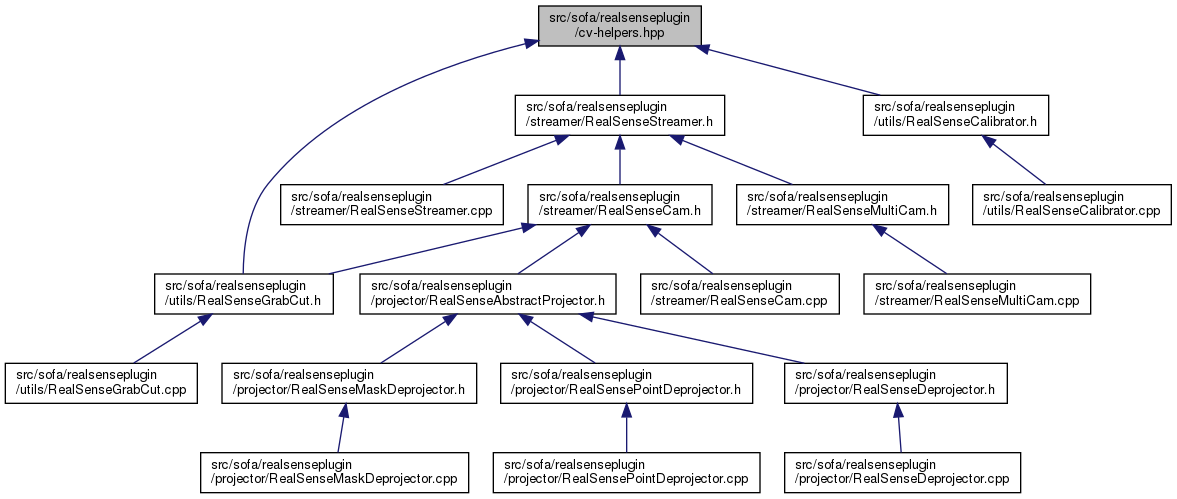 src/sofa/realsenseplugin
/cv-helpers.hpp
src/sofa/realsenseplugin
/streamer/RealSenseStreamer.h
src/sofa/realsenseplugin
/utils/RealSenseCalibrator.h
src/sofa/realsenseplugin
/streamer/RealSenseStreamer.cpp
src/sofa/realsenseplugin
/streamer/RealSenseCam.h
src/sofa/realsenseplugin
/streamer/RealSenseMultiCam.h
src/sofa/realsenseplugin
/utils/RealSenseCalibrator.cpp
src/sofa/realsenseplugin
/utils/RealSenseGrabCut.h
src/sofa/realsenseplugin
/projector/RealSenseAbstractProjector.h
src/sofa/realsenseplugin
/streamer/RealSenseCam.cpp
src/sofa/realsenseplugin
/streamer/RealSenseMultiCam.cpp
src/sofa/realsenseplugin
/utils/RealSenseGrabCut.cpp
src/sofa/realsenseplugin
/projector/RealSenseMaskDeprojector.h
src/sofa/realsenseplugin
/projector/RealSensePointDeprojector.h
src/sofa/realsenseplugin
/projector/RealSenseDeprojector.h
src/sofa/realsenseplugin
/projector/RealSenseMaskDeprojector.cpp
src/sofa/realsenseplugin
/projector/RealSensePointDeprojector.cpp
src/sofa/realsenseplugin
/projector/RealSenseDeprojector.cpp